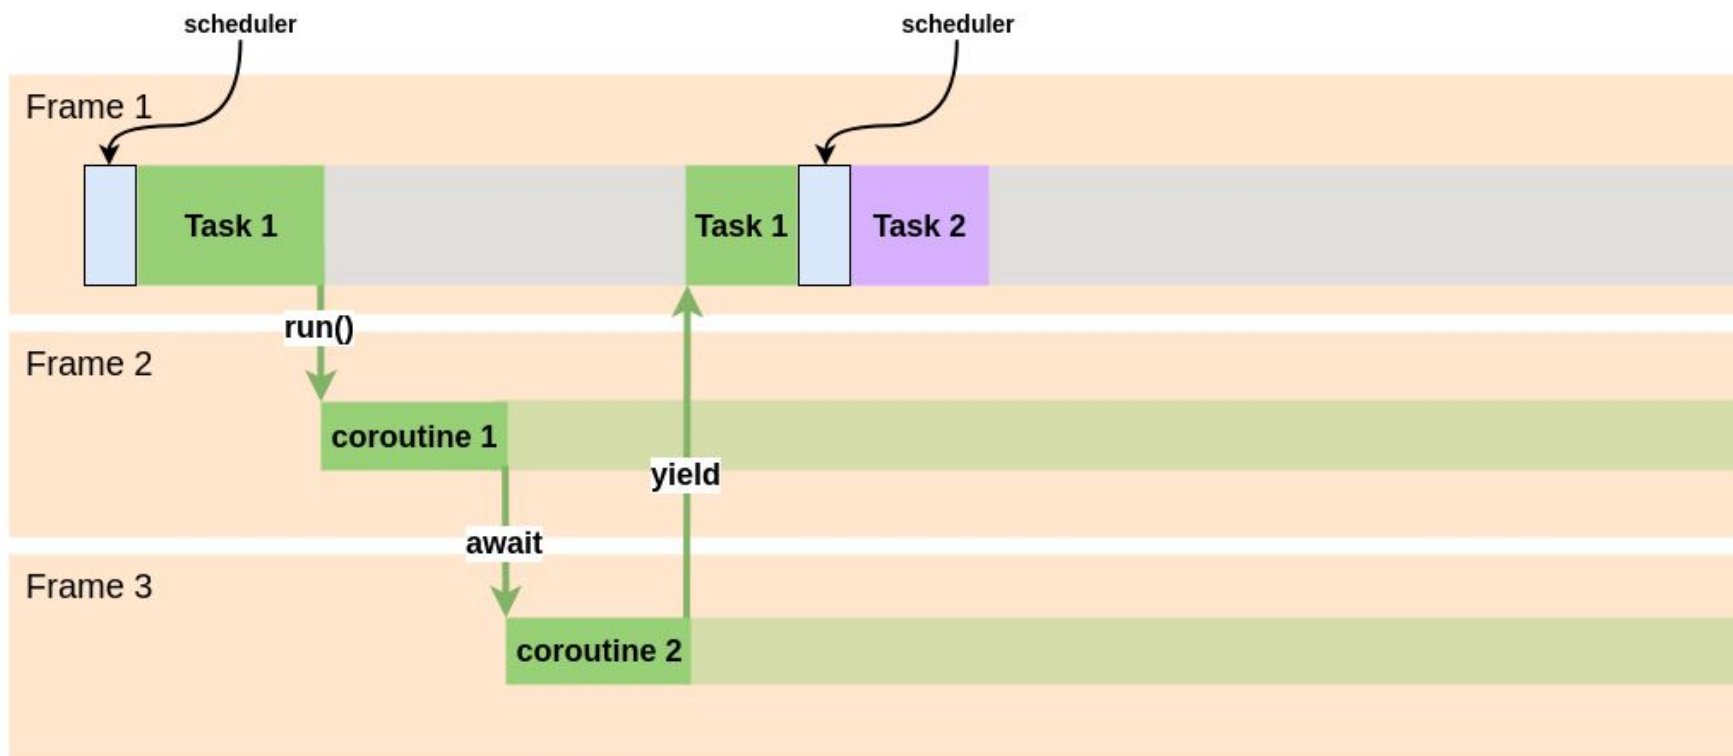 scheduler
scheduler
Frame 1
Task 1
Task 1
Task 2
run()
Frame 2
coroutine 1
yield
await
Frame 3
coroutine 2